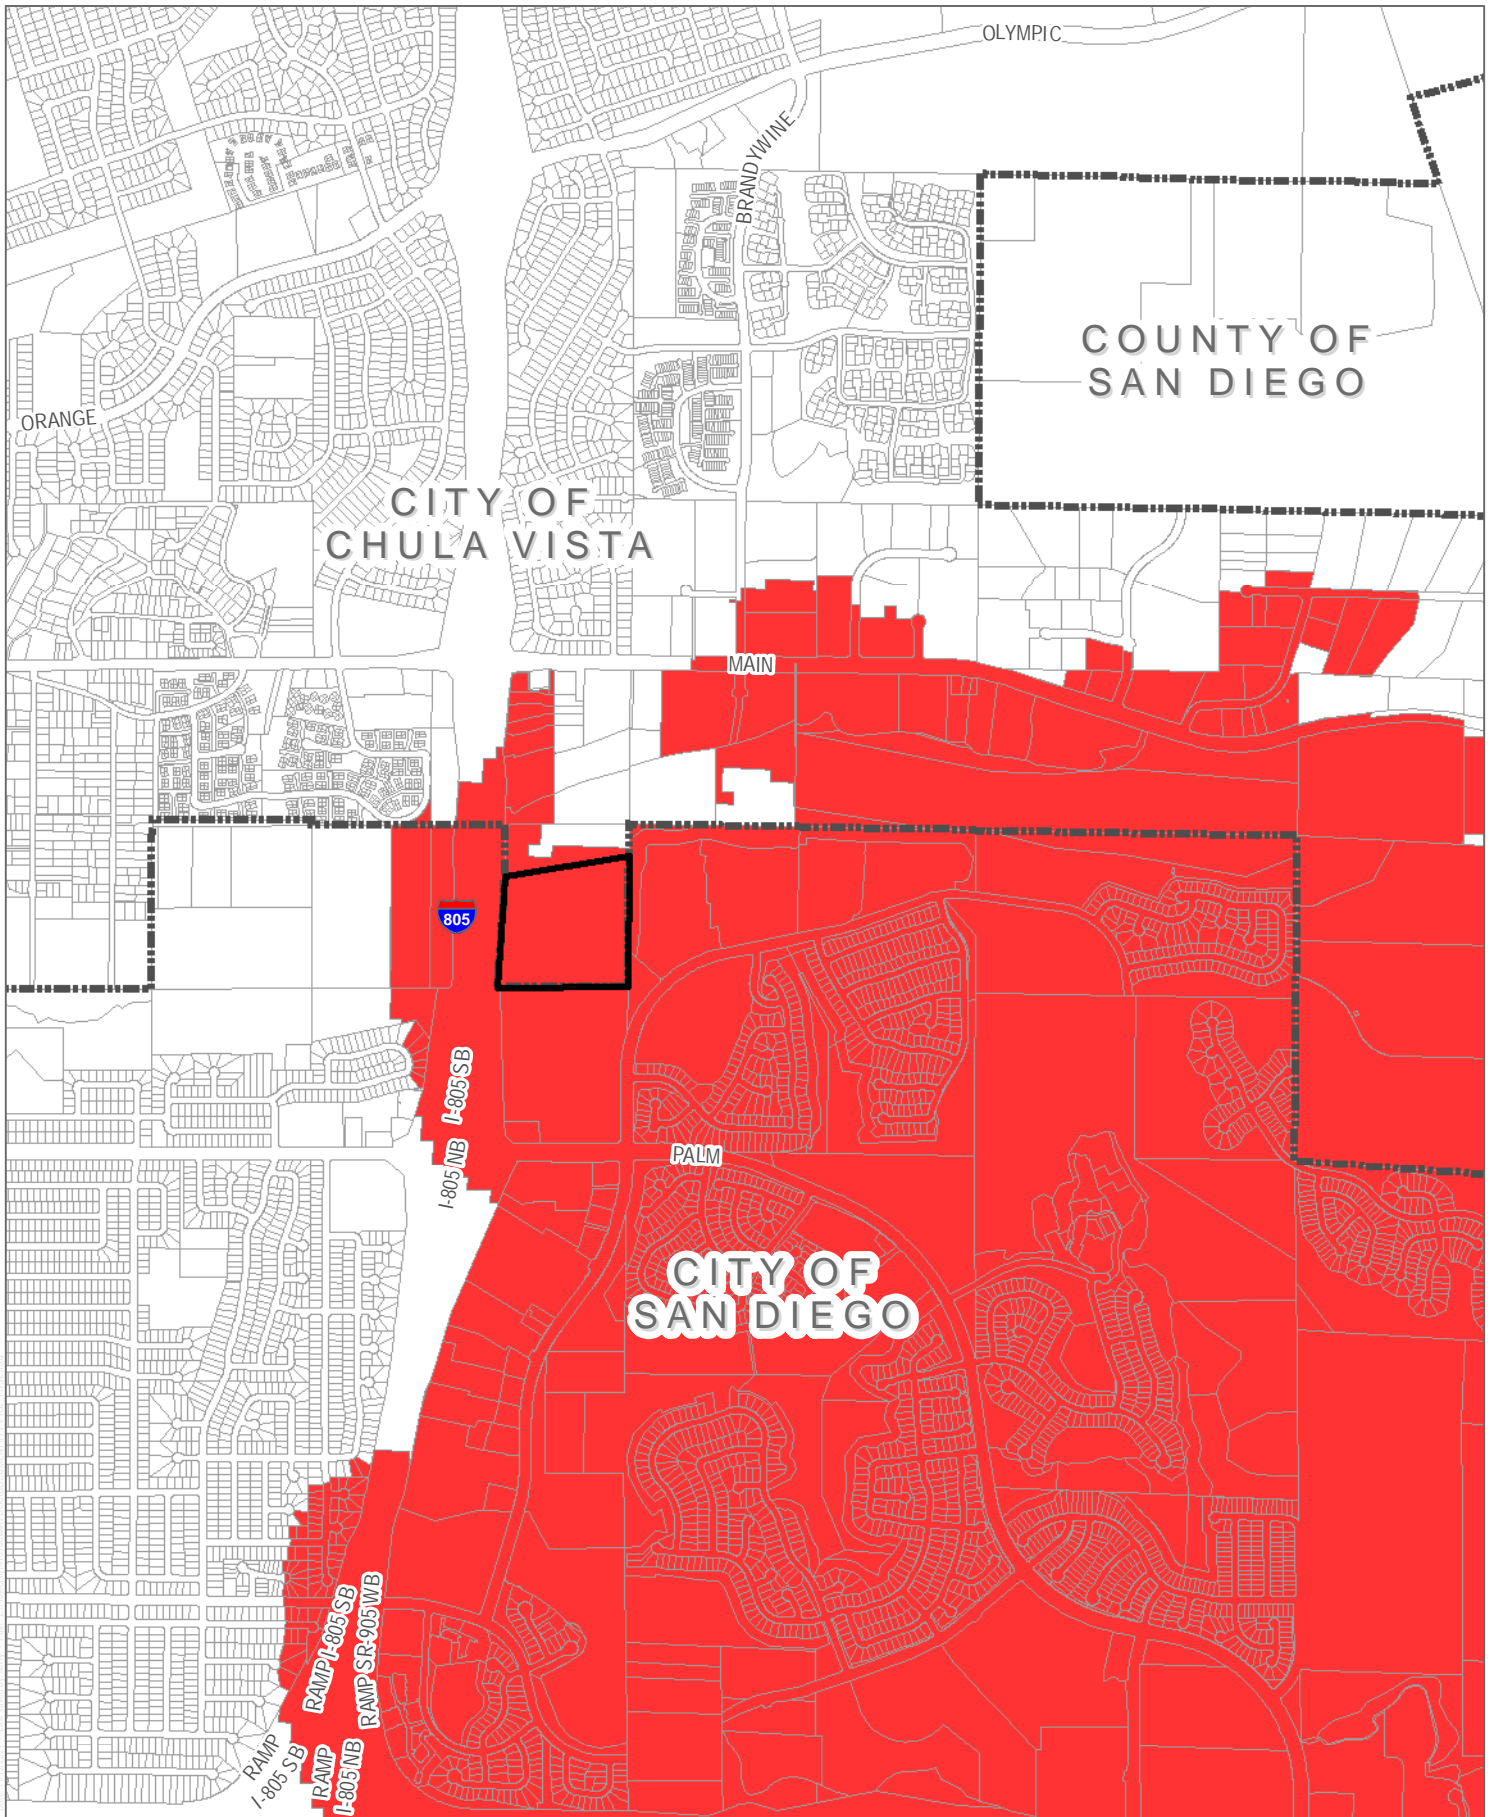 OLYMPIC
BRANDYWINE
COUNTY OF
SAN DIEGO
ORANGE
CITY OF
CHULA VISTA
MAIN
805
I-805 SB
I-805 NB
PALM
CITY OF
SAN DIEGO
RAMP I-805 SB
RAMP SR-905 WB
RAMP
I-805 SB
RAMP
I-805 NB